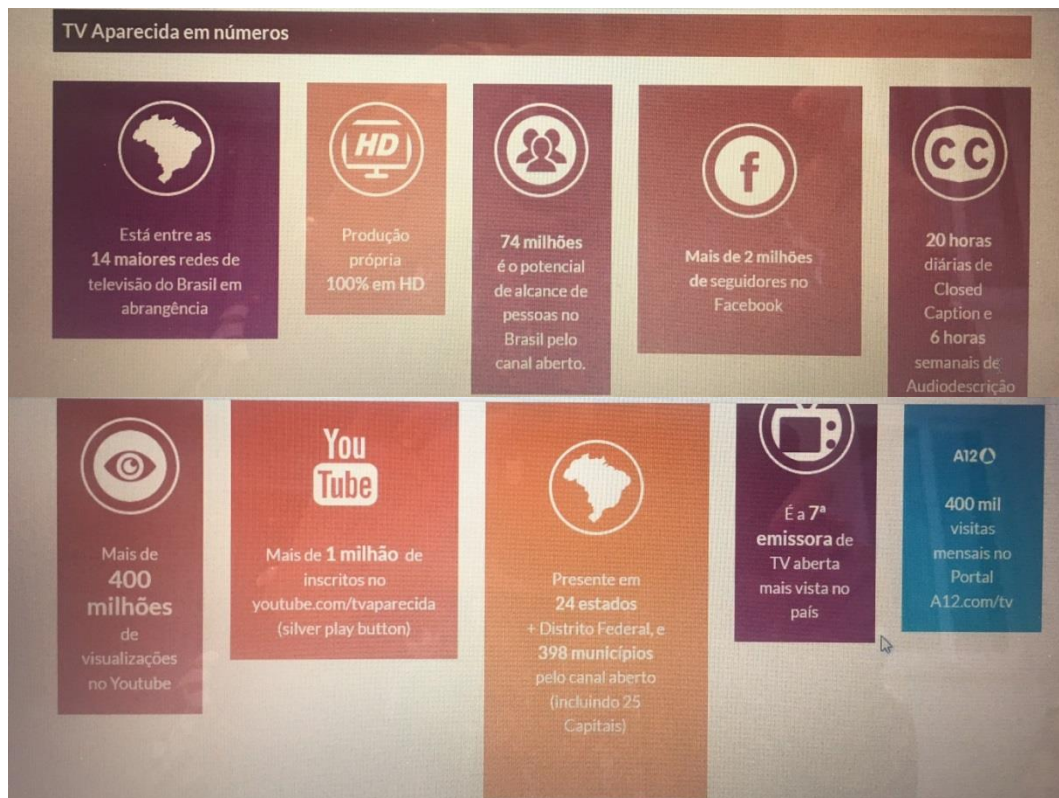 TV Aparecida em números
Está entre as
14 maiores redes de
televisão do Brasil em
abrangência
HD
Produção
própria
100% em HD
74 milhões
é o potencial
de alcance de
pessoas no
Brasil pelo
canal aberto.
f
Mais de 2 milhões
de seguidores no
Facebook
CC
20 horas
diárias de
Closed
Caption e
6 horas
semanais de
Audiodescrição
Mais de
400
milhões
de
visualizações
no Youtube
You
Tube
Mais de 1 milhão de
inscritos no
youtube.com/tvaparecida
(silver play button)
Presente em
24 estados
+ Distrito Federal, e
398 municípios
pelo canal aberto
(incluindo 25
Capitais)
É a 7ª
emissora de
TV aberta
mais vista no
país
A12
400 mil
visitas
mensais no
Portal
A12.com/tv